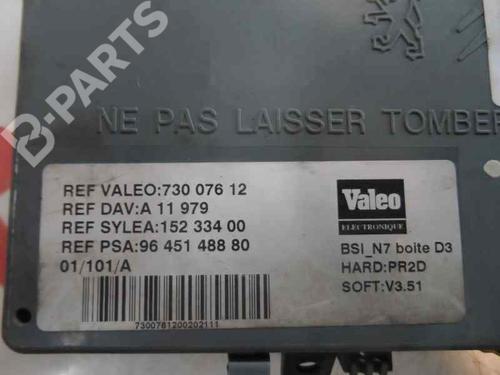 B-PARTS
NE PAS LAISSER TOMBER
REF VALEO:730 076 12
REF DAV:A 11 979
REF SYLEA:152 334 00
REF PSA:96 451 488 80
01/101/A
Valeo
ELECTRONIQUE
BSI_N7 boite D3
HARD:PR2D
SOFT:V3.51
7300761200202111